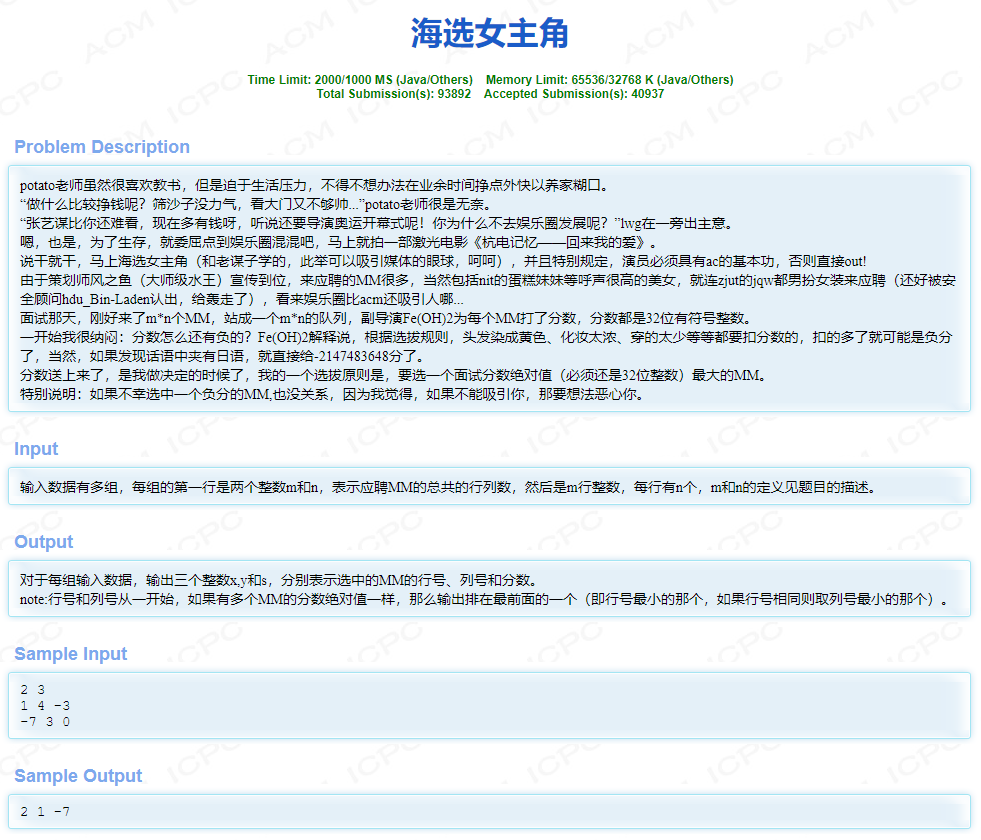 海选女主角
Time Limit: 2000/1000 MS (Java/Others) Memory Limit: 65536/32768 K (Java/Others)
Total Submission(s): 93892 Accepted Submission(s): 40937
Problem Description
potato老师虽然很喜欢教书，但是迫于生活压力，不得不想办法在业余时间挣点外快以养家糊口。
“做什么比较挣钱呢？筛沙子没力气，看大门又不够帅...”potato老师很是无奈。
“张艺谋比你还难看，现在多有钱呀，听说还要导演奥运开幕式呢！你为什么不去娱乐圈发展呢？”lwg在一旁出主意。
嗯，也是，为了生存，就委屈点到娱乐圈混混吧，马上就拍一部激光电影《杭电记忆——回来我的爱》。
说干就干，马上海选女主角（和老谋子学的，此举可以吸引媒体的眼球，呵呵），并且特别规定，演员必须具有ac的基本功，否则直接out!
由于策划师风之鱼（大师级水王）宣传到位，来应聘的MM很多，当然包括nit的蛋糕妹妹等呼声很高的美女，就连zjut的jqw都男扮女装来应聘（还好被安
全顾问hdu_Bin-Laden认出，给轰走了），看来娱乐圈比acm还吸引人哪...
面试那天，刚好来了m*n个MM，站成一个m*n的队列，副导演Fe(OH)2为每个MM打了分数，分数都是32位有符号整数。
一开始我很纳闷：分数怎么还有负的？Fe(OH)2解释说，根据选拔规则，头发染成黄色、化妆太浓、穿的太少等等都要扣分数的，扣的多了就可能是负分
了，当然，如果发现话语中夹有日语，就直接给-2147483648分了。
分数送上来了，是我做决定的时候了，我的一个选拔原则是，要选一个面试分数绝对值（必须还是32位整数）最大的MM。
特别说明：如果不幸选中一个负分的MM,也没关系，因为我觉得，如果不能吸引你，那要想法恶心你。
Input
输入数据有多组，每组的第一行是两个整数m和n，表示应聘MM的总共的行列数，然后是m行整数，每行有n个，m和n的定义见题目的描述。
Output
对于每组输入数据，输出三个整数x,y和s，分别表示选中的MM的行号、列号和分数。
note:行号和列号从一开始，如果有多个MM的分数绝对值一样，那么输出排在最前面的一个（即行号最小的那个，如果行号相同则取列号最小的那个）。
Sample Input
2 3
1 4 -3
-7 3 0
Sample Output
2 1 -7